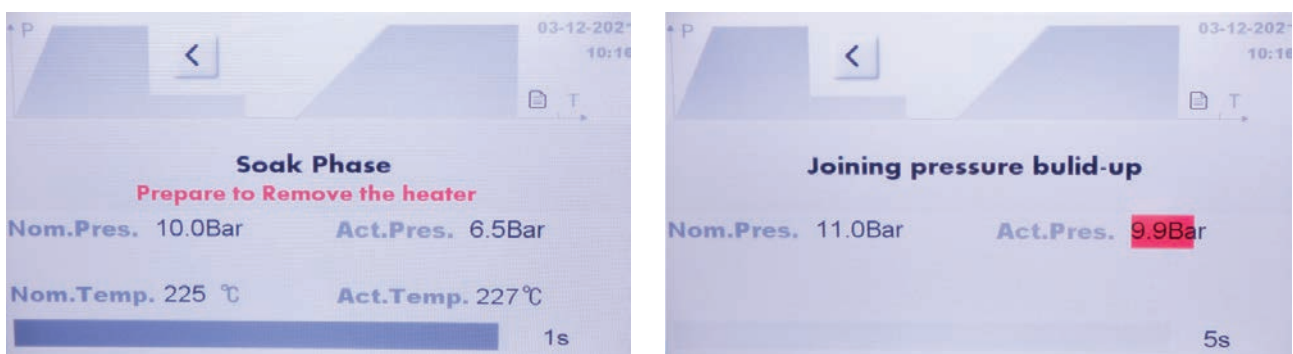 P
03-12-202
10:16
T
Soak Phase
Prepare to Remove the heater
Nom.Pres. 10.0Bar Act.Pres. 6.5Bar
Nom.Temp. 225 ℃ Act.Temp. 227℃
1s
P
03-12-202
10:16
T
Joining pressure bulid-up
Nom.Pres. 11.0Bar Act.Pres. 9.9Bar
5s